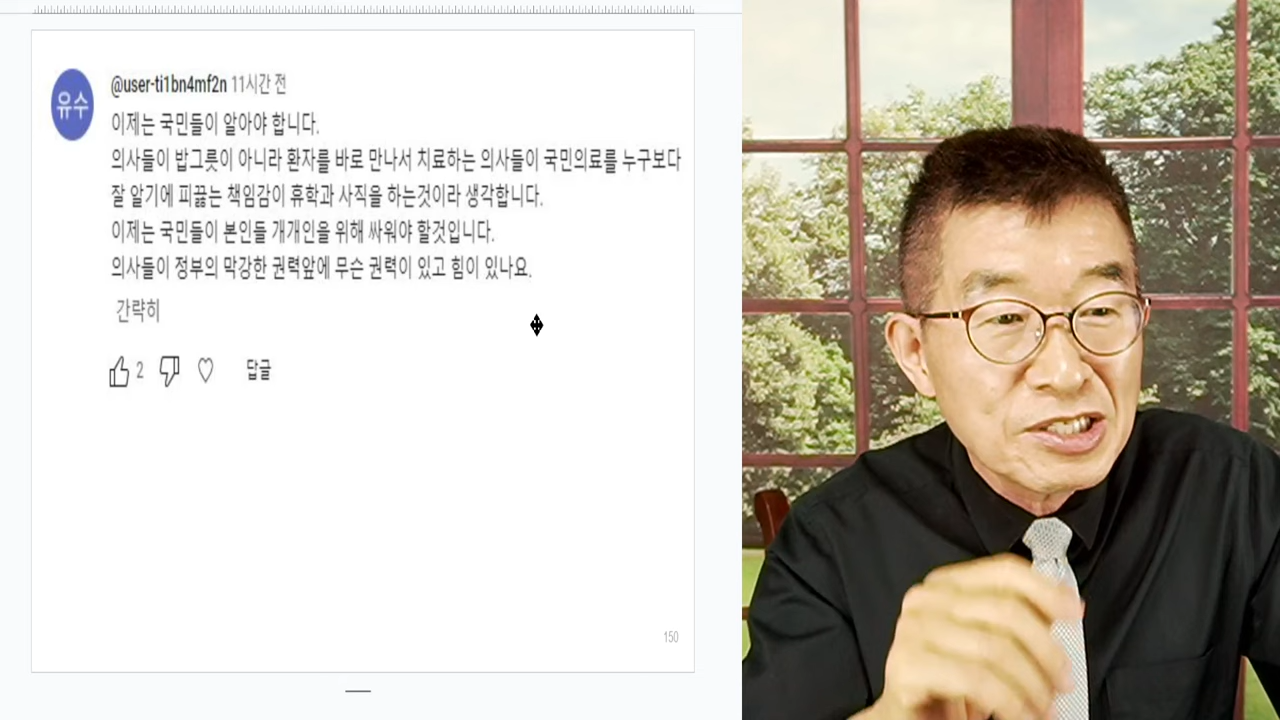 유수
@user-ti1bn4mf2n 11시간 전
이제는 국민들이 알아야 합니다.
의사들이 밥그릇이 아니라 환자를 바로 만나서 치료하는 의사들이 국민의료를 누구보다
잘 알기에 피끓는 책임감이 휴학과 사직을 하는것이라 생각합니다.
이제는 국민들이 본인들 개개인을 위해 싸워야 할것입니다.
의사들이 정부의 막강한 권력앞에 무슨 권력이 있고 힘이 있나요.
간략히
2 답글
150